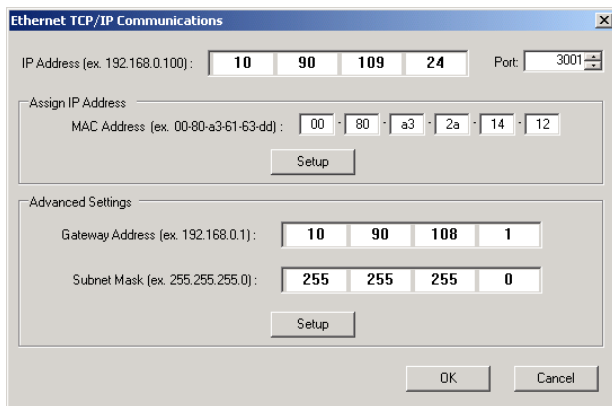 Ethernet TCP/IP Communications
IP Address (ex. 192.168.0.100) : 10 90 109 24 Port: 3001
Assign IP Address
MAC Address (ex. 00-80-a3-61-63-dd) : 00 - 80 - a3 - 2a - 14 - 12
Setup
Advanced Settings
Gateway Address (ex. 192.168.0.1) : 10 90 108 1
Subnet Mask (ex. 255.255.255.0) : 255 255 255 0
Setup
OK Cancel